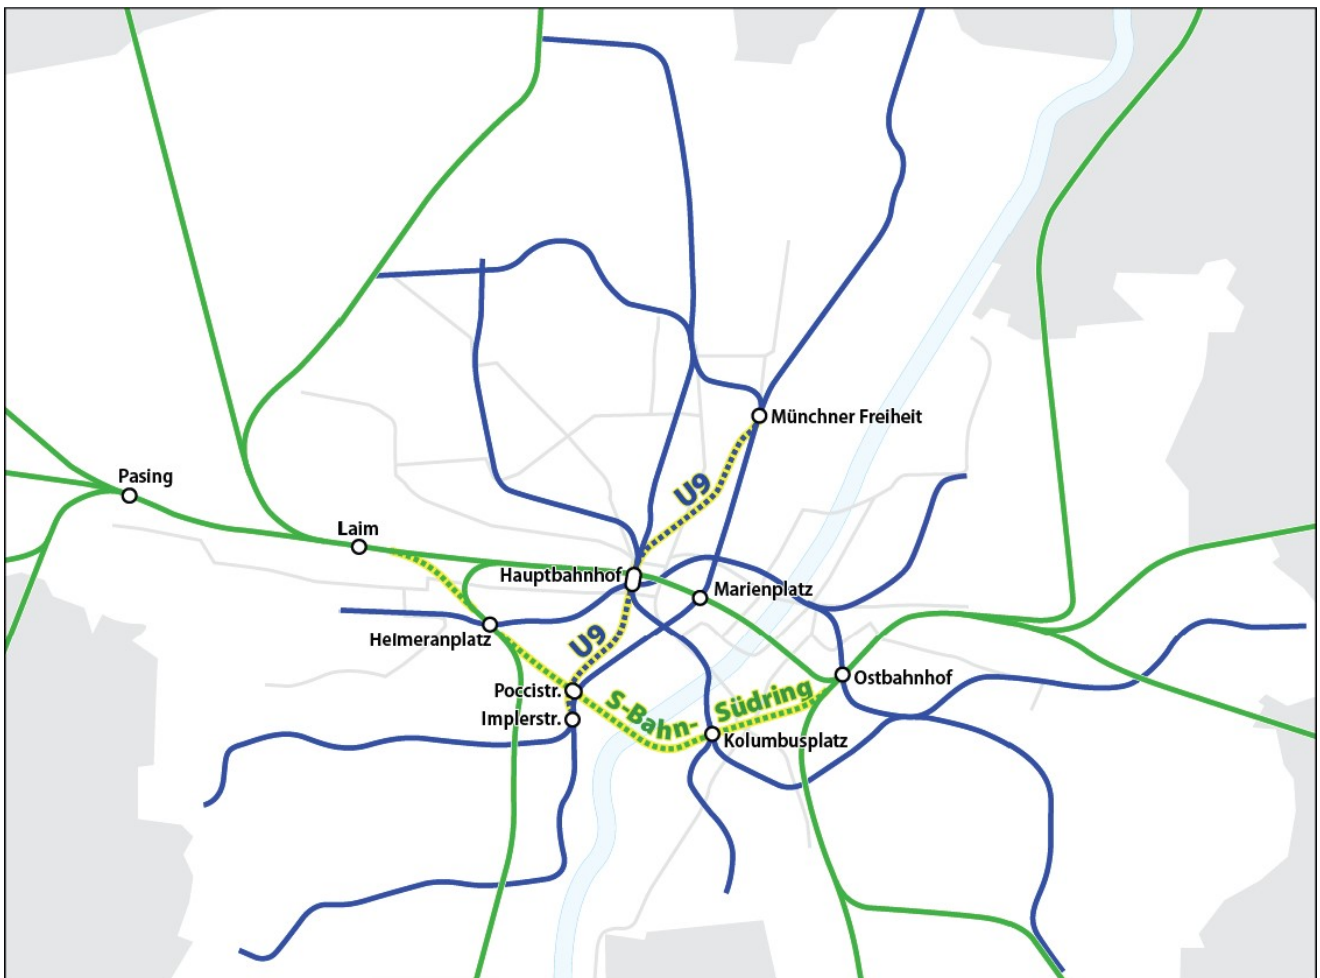 Münchner Freiheit
Pasing
U9
Laim
Hauptbahnhof
Marienplatz
Heimeranplatz
U9
Ostbahnhof
Poccistr.
S-Bahn- Südring
Implerstr.
Kolumbusplatz